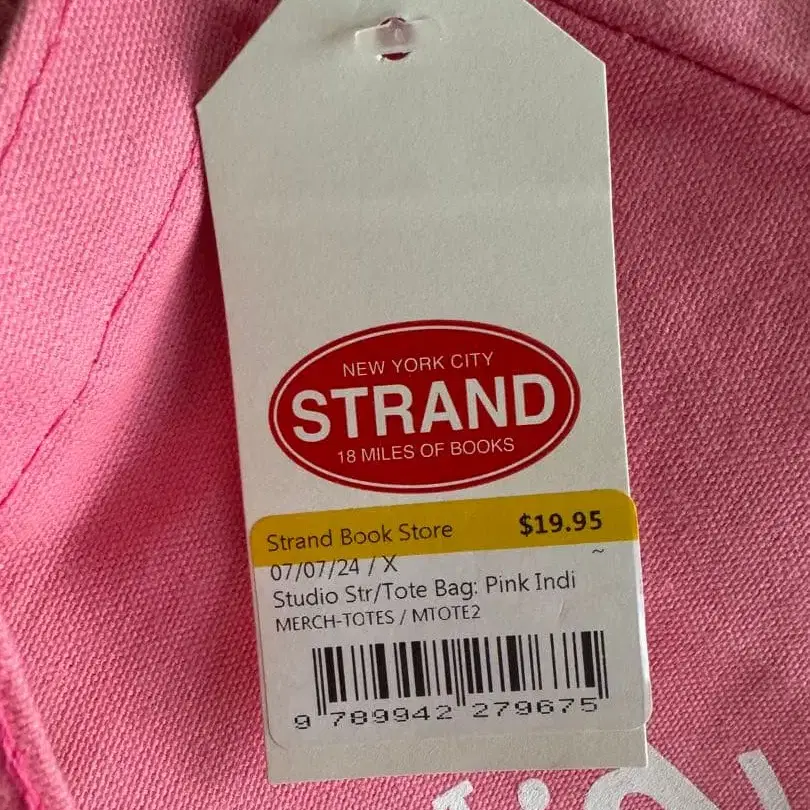 NEW YORK CITY
STRAND
18 MILES OF BOOKS
Strand Book Store $19.95
07/07/24 / X ~
Studio Str/Tote Bag: Pink Indi
MERCH-TOTES / MTOTE2
9 789942 279675